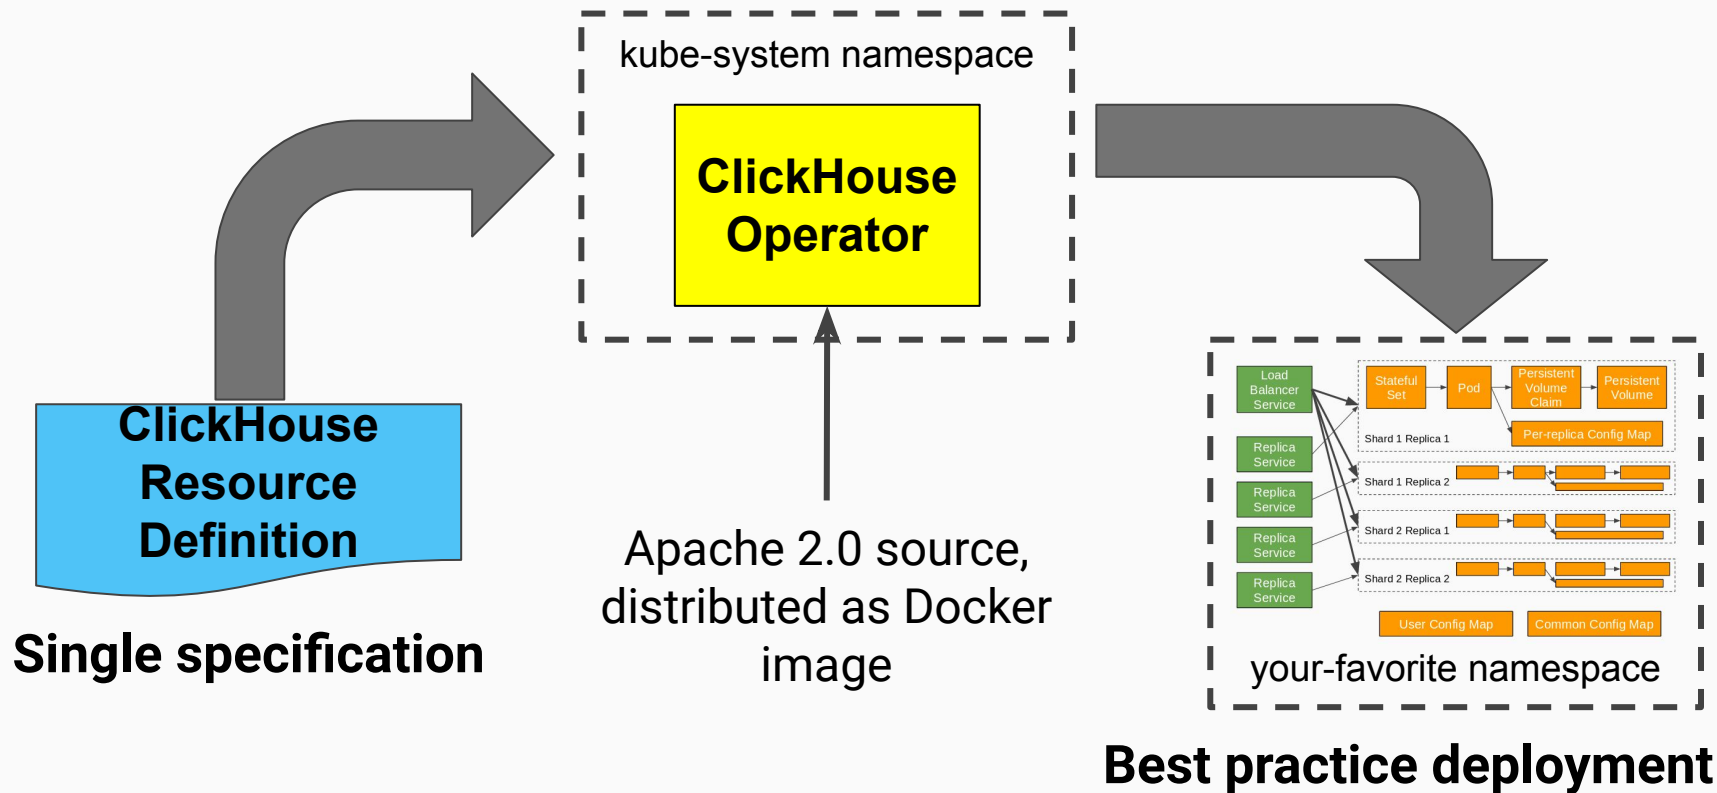 kube-system namespace
ClickHouse
Operator
ClickHouse
Resource
Definition
Single specification
Apache 2.0 source,
distributed as Docker
image
Load
Balancer
Service
Replica
Service
Replica
Service
Replica
Service
Replica
Service
Stateful
Set
Pod
Persistent
Volume
Claim
Persistent
Volume
Per-replica Config Map
Shard 1 Replica 1
Shard 1 Replica 2
Shard 2 Replica 1
Shard 2 Replica 2
User Config Map
Common Config Map
your-favorite namespace
Best practice deployment